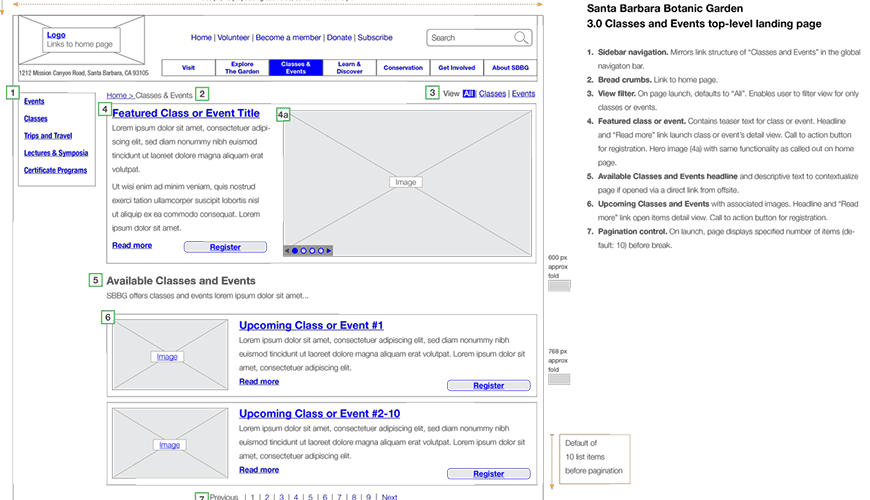 Santa Barbara Botanic Garden
3.0 Classes and Events top-level landing page
Logo
Links to home page
1212 Mission Canyon Road, Santa Barbara, CA 93105
Home | Volunteer | Become a member | Donate | Subscribe
Search
Visit
Explore
The Garden
Classes &
Events
Learn &
Discover
Conservation
Get Involved
About SBBG
1
Events
Classes
Trips and Travel
Lectures & Symposia
Certificate Programs
Home > Classes & Events
2
3
View All | Classes | Events
4
Featured Class or Event Title
Lorem ipsum dolor sit amet, consectetuer adipi-
scing elit, sed diam nonummy nibh euismod
tincidunt ut laoreet dolore magna aliquam erat
volutpat.
Ut wisi enim ad minim veniam, quis nostrud
exerci tation ullamcorper suscipit lobortis nisl
ut aliquip ex ea commodo consequat. Lorem
ipsum dolor sit amet.
Read more
Register
4a
Image
5
Available Classes and Events
SBBG offers classes and events lorem ipsum dolor sit amet...
6
Image
Upcoming Class or Event #1
Lorem ipsum dolor sit amet, consectetuer adipiscing elit, sed diam nonummy nibh
euismod tincidunt ut laoreet dolore magna aliquam erat volutpat. Lorem ipsum dolor sit
amet, consectetuer adipiscing elit.
Read more
Register
Image
Upcoming Class or Event #2-10
Lorem ipsum dolor sit amet, consectetuer adipiscing elit, sed diam nonummy nibh
euismod tincidunt ut laoreet dolore magna aliquam erat volutpat. Lorem ipsum dolor sit
amet, consectetuer adipiscing elit.
Read more
Register
7
Previous | 1 | 2 | 3 | 4 | 5 | 6 | 7 | 8 | 9 | Next
600 px
approx
fold
768 px
approx
fold
Default of
10 list items
before pagination
1. Sidebar navigation. Mirrors link structure of “Classes and Events” in the global
navigaton bar.
2. Bread crumbs. Link to home page.
3. View filter. On page launch, defaults to “All”. Enables user to filter view for only
classes or events.
4. Featured class or event. Contains teaser text for class or event. Headline
and “Read more” link launch class or event’s detail view. Call to action button
for registration. Hero image (4a) with same functionality as called out on home
page.
5. Available Classes and Events headline and descriptive text to contextualize
page if opened via a direct link from offsite.
6. Upcoming Classes and Events with associated images. Headline and “Read
more” link open items detail view. Call to action button for registration.
7. Pagination control. On launch, page displays specified number of items (de-
fault: 10) before break.